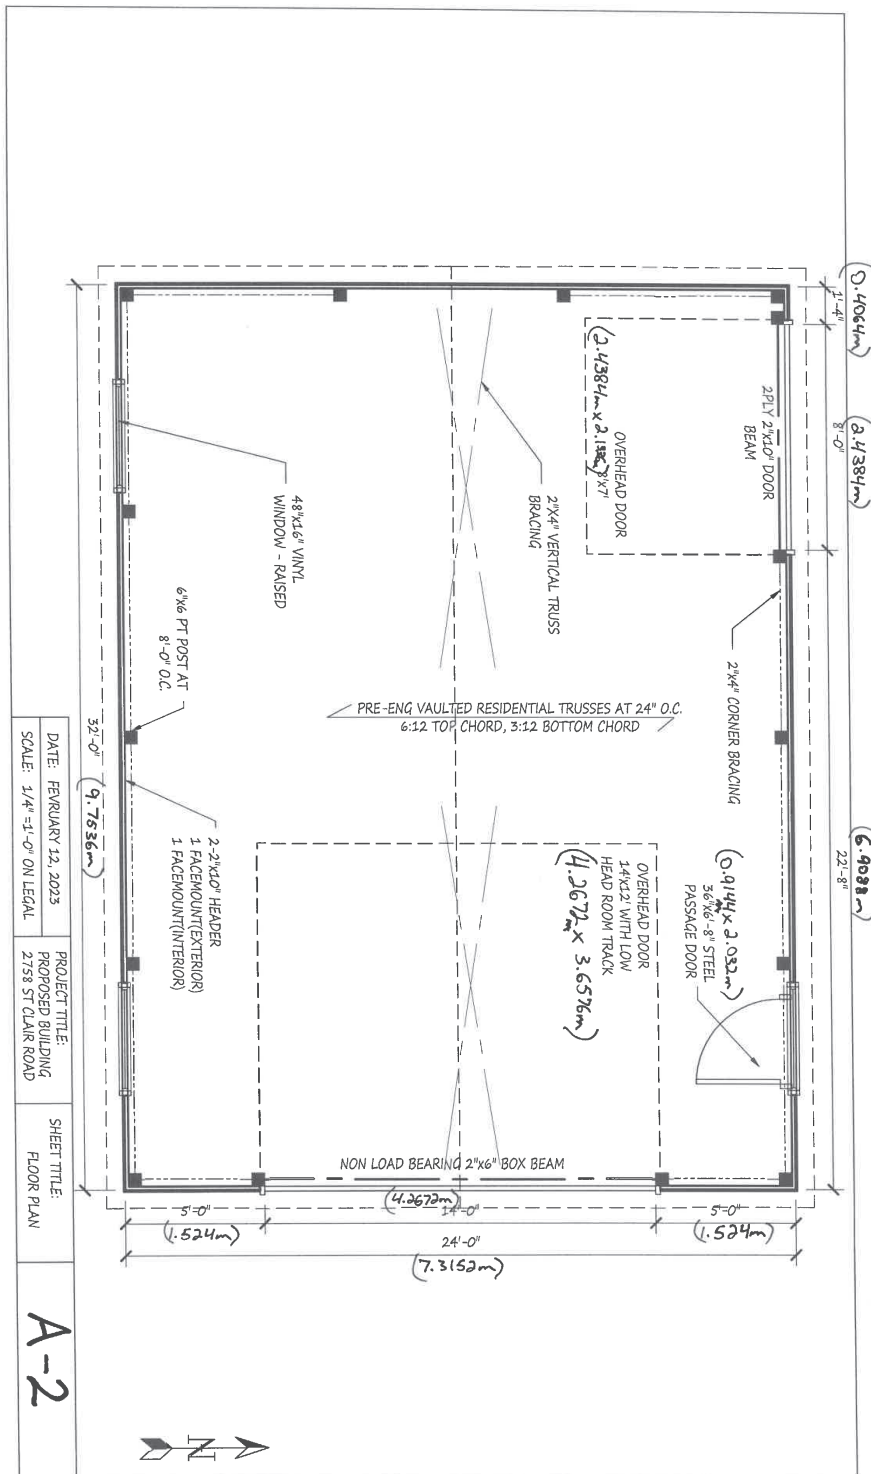 (0.4064m)
1'-4"
(2.4384m)
8'-0"
(6.9088m)
22'-8"
2PLY 2"x10" DOOR
BEAM
OVERHEAD DOOR
8'x7'
2"X4" VERTICAL TRUSS
BRACING
2"x4" CORNER BRACING
48"x16" VINYL
WINDOW - RAISED
6"x6 PT POST AT
8'-0" O.C.
PRE-ENG VAULTED RESIDENTIAL TRUSSES AT 24" O.C.
6:12 TOP CHORD, 3:12 BOTTOM CHORD
(0.9144 x 2.032m)
36"x6'-8" STEEL
PASSAGE DOOR
OVERHEAD DOOR
14'x12' WITH LOW
HEAD ROOM TRACK
(4.2672m x 3.6576m)
2-2"x10" HEADER
1 FACEMOUNT(EXTERIOR)
1 FACEMOUNT(INTERIOR)
32'-0"
(9.7536m)
NON LOAD BEARING 2"x6" BOX BEAM
(4.2672m)
5'-0"
(1.524m)
14'-0"
5'-0"
(1.524m)
24'-0"
(7.3152m)
DATE: FEVRUARY 12, 2023
SCALE: 1/4" =1'-0" ON LEGAL
PROJECT TITLE:
PROPOSED BUILDING
2758 ST CLAIR ROAD
SHEET TITLE:
FLOOR PLAN
A-2
N